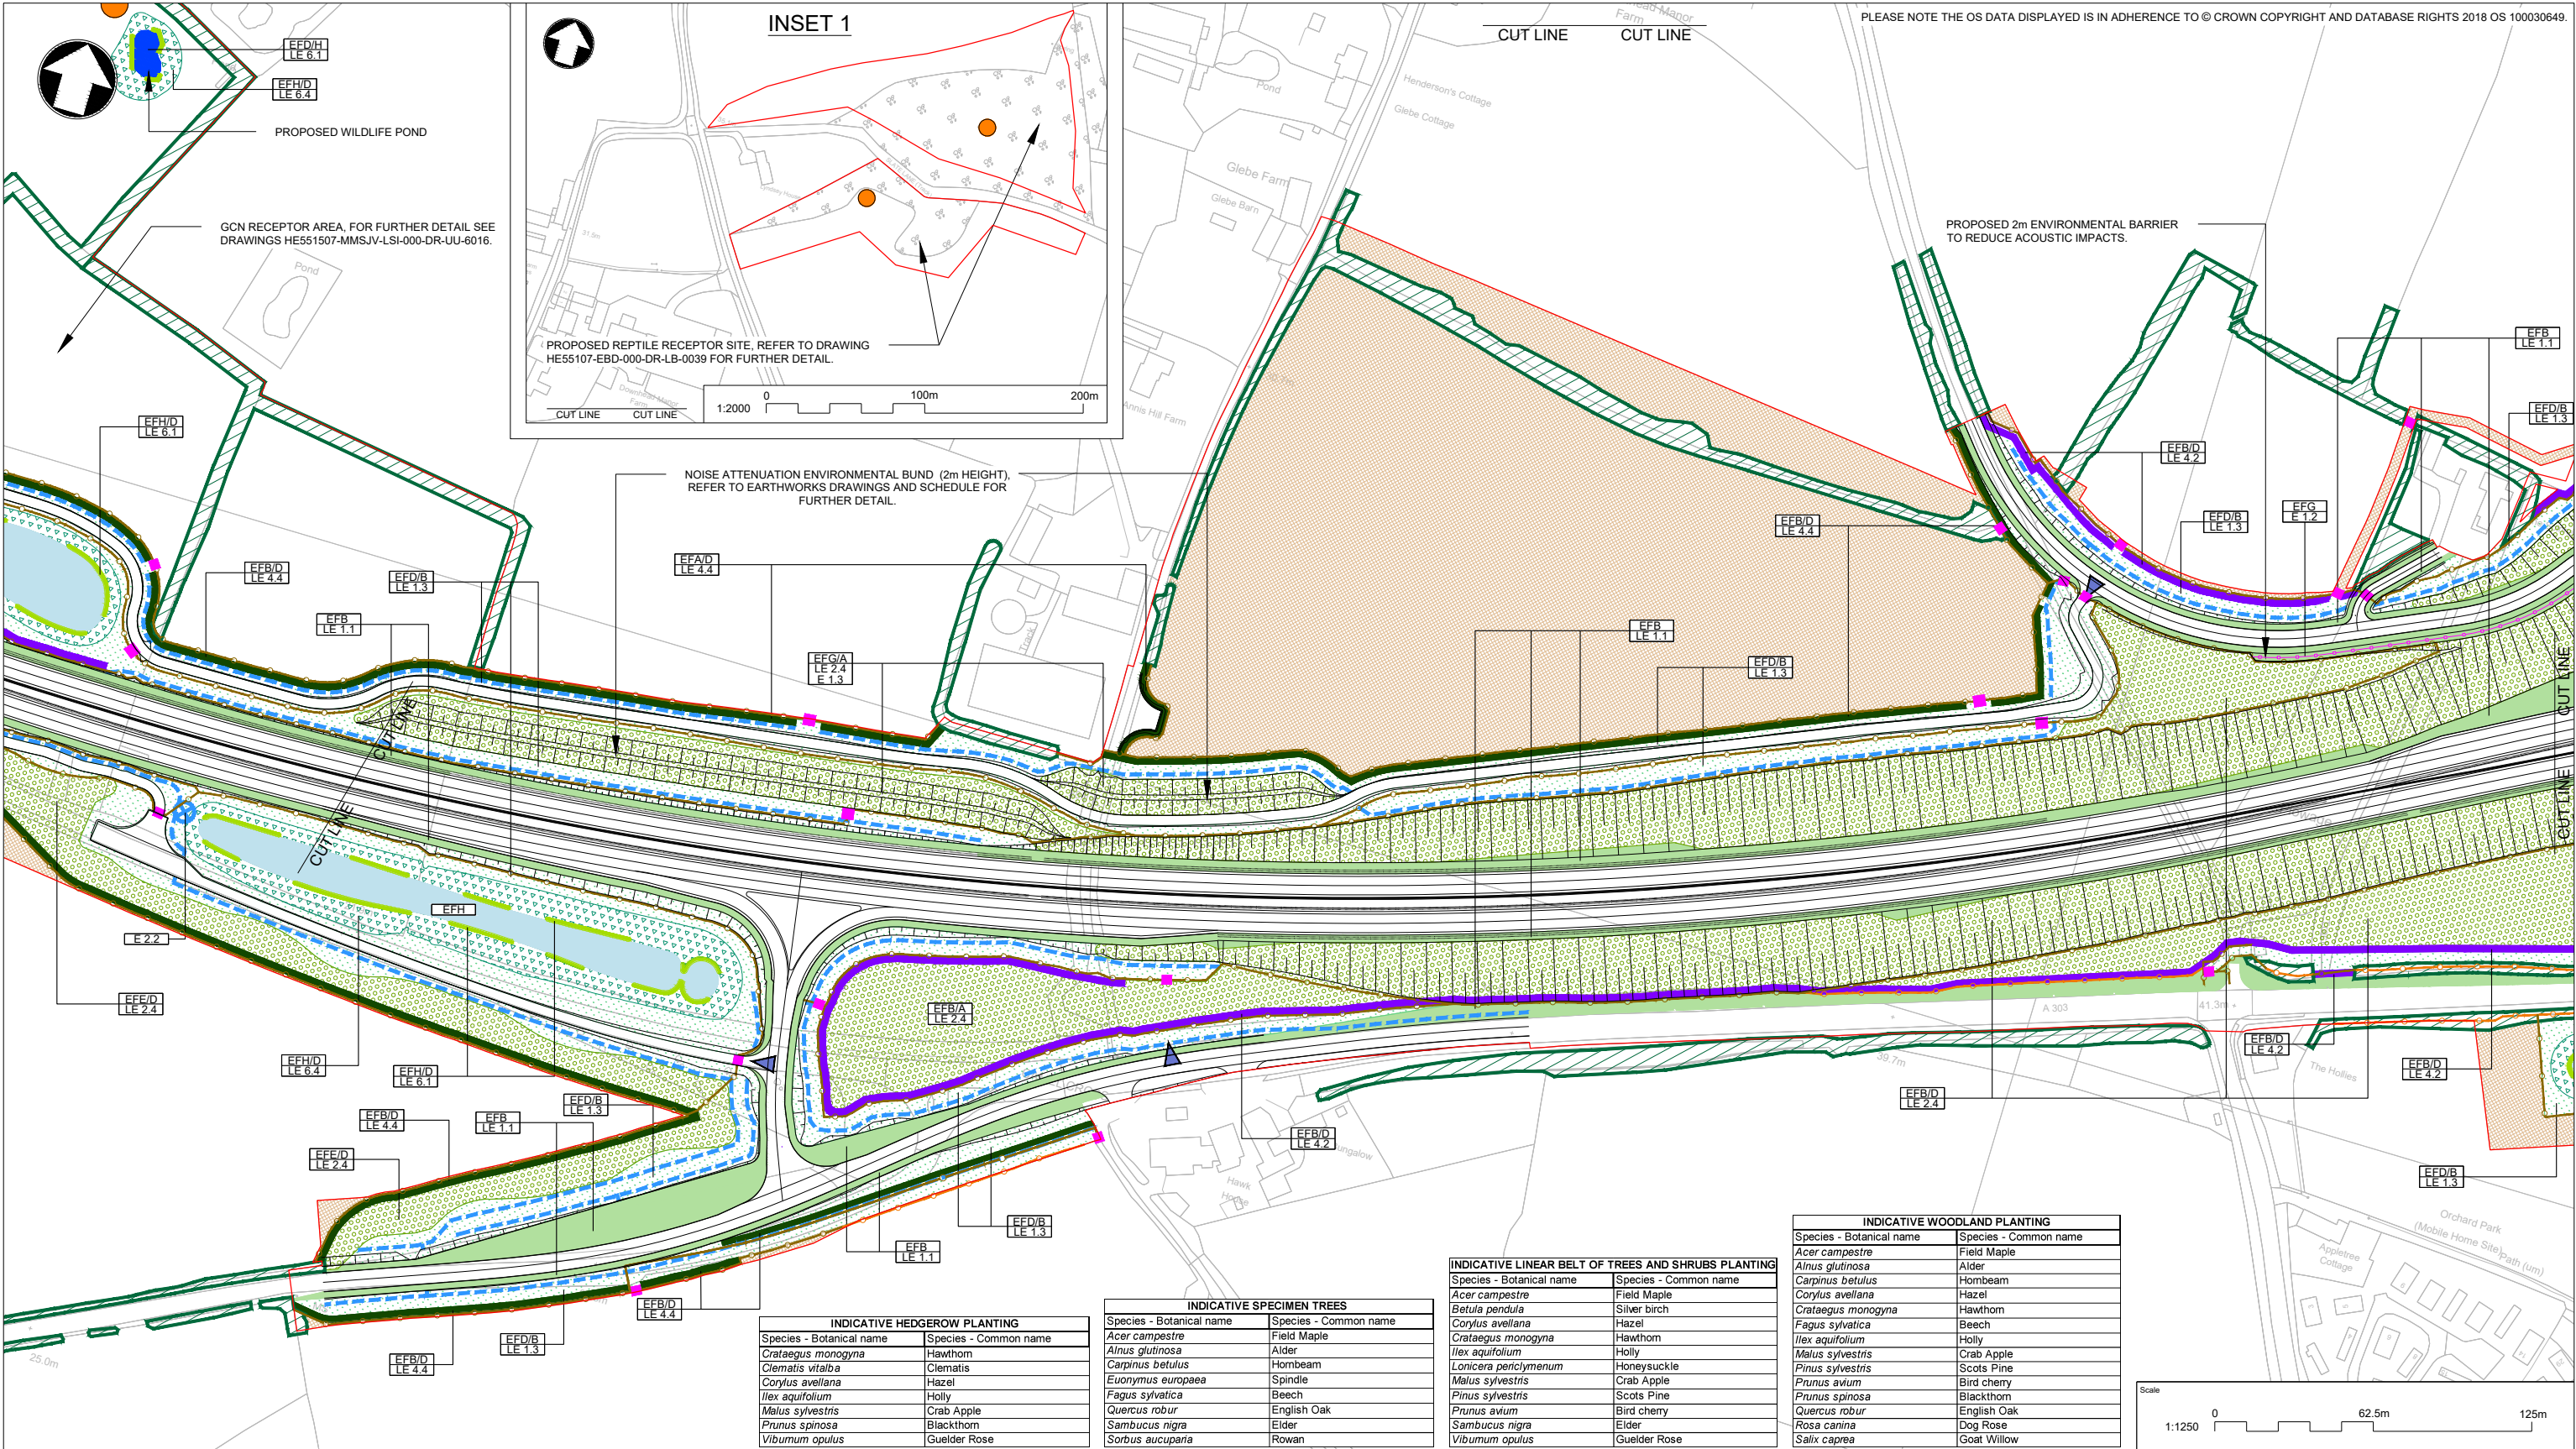 PLEASE NOTE THE OS DATA DISPLAYED IS IN ADHERENCE TO © CROWN COPYRIGHT AND DATABASE RIGHTS 2018 OS 100030649.
INSET 1
CUT LINE CUT LINE
EFD/H
LE 6.1
EFH/D
LE 6.4
PROPOSED WILDLIFE POND
GCN RECEPTOR AREA, FOR FURTHER DETAIL SEE
DRAWINGS HE551507-MMSJV-LSI-000-DR-UU-6016.
Pond
31.5m
PROPOSED REPTILE RECEPTOR SITE, REFER TO DRAWING
HE55107-EBD-000-DR-LB-0039 FOR FURTHER DETAIL.
Downhead Manor
Farm
CUT LINE CUT LINE
1:2000
0 100m 200m
Manor
Farm
Pond
Henderson's Cottage
Glebe Cottage
Glebe Farm
Glebe Barn
Annis Hill Farm
PROPOSED 2m ENVIRONMENTAL BARRIER
TO REDUCE ACOUSTIC IMPACTS.
EFB
LE 1.1
EFD/B
LE 1.3
EFB/D
LE 4.2
EFG
E 1.2
EFD/B
LE 1.3
EFB/D
LE 4.4
EFH/D
LE 6.1
NOISE ATTENUATION ENVIRONMENTAL BUND (2m HEIGHT),
REFER TO EARTHWORKS DRAWINGS AND SCHEDULE FOR
FURTHER DETAIL.
EFB/D
LE 4.4
EFD/B
LE 1.3
EFA/D
LE 4.4
EFB
LE 1.1
EFG/A
LE 2.4
E 1.3
Track
EFB
LE 1.1
EFD/B
LE 1.3
CUT LINE
CUT LINE
CUT LINE
CUT LINE
EFH
E 2.2
EFE/D
LE 2.4
EFB/A
LE 2.4
A 303
41.3m
39.7m
The Hollies
EFB/D
LE 4.2
EFB/D
LE 4.2
EFB/D
LE 2.4
EFH/D
LE 6.4
EFH/D
LE 6.1
EFD/B
LE 1.3
EFB/D
LE 4.4
EFB
LE 1.1
EFE/D
LE 2.4
EFB/D
LE 4.2
Hawk
House
EFD/B
LE 1.3
EFD/B
LE 1.3
EFB
LE 1.1
EFB/D
LE 4.4
EFD/B
LE 1.3
EFB/D
LE 4.4
25.0m
Orchard Park
(Mobile Home Site)
Path (um)
Appletree
Cottage
INDICATIVE HEDGEROW PLANTING
Species - Botanical name Species - Common name
Crataegus monogyna Hawthorn
Clematis vitalba Clematis
Corylus avellana Hazel
Ilex aquifolium Holly
Malus sylvestris Crab Apple
Prunus spinosa Blackthorn
Viburnum opulus Guelder Rose
INDICATIVE SPECIMEN TREES
Species - Botanical name Species - Common name
Acer campestre Field Maple
Alnus glutinosa Alder
Carpinus betulus Hornbeam
Euonymus europaea Spindle
Fagus sylvatica Beech
Quercus robur English Oak
Sambucus nigra Elder
Sorbus aucuparia Rowan
INDICATIVE LINEAR BELT OF TREES AND SHRUBS PLANTING
Species - Botanical name Species - Common name
Acer campestre Field Maple
Betula pendula Silver birch
Corylus avellana Hazel
Crataegus monogyna Hawthorn
Ilex aquifolium Holly
Lonicera periclymenum Honeysuckle
Malus sylvestris Crab Apple
Pinus sylvestris Scots Pine
Prunus avium Bird cherry
Sambucus nigra Elder
Viburnum opulus Guelder Rose
INDICATIVE WOODLAND PLANTING
Species - Botanical name Species - Common name
Acer campestre Field Maple
Alnus glutinosa Alder
Carpinus betulus Hornbeam
Corylus avellana Hazel
Crataegus monogyna Hawthorn
Fagus sylvatica Beech
Ilex aquifolium Holly
Malus sylvestris Crab Apple
Pinus sylvestris Scots Pine
Prunus avium Bird cherry
Prunus spinosa Blackthorn
Quercus robur English Oak
Rosa canina Dog Rose
Salix caprea Goat Willow
Scale
1:1250
0 62.5m 125m